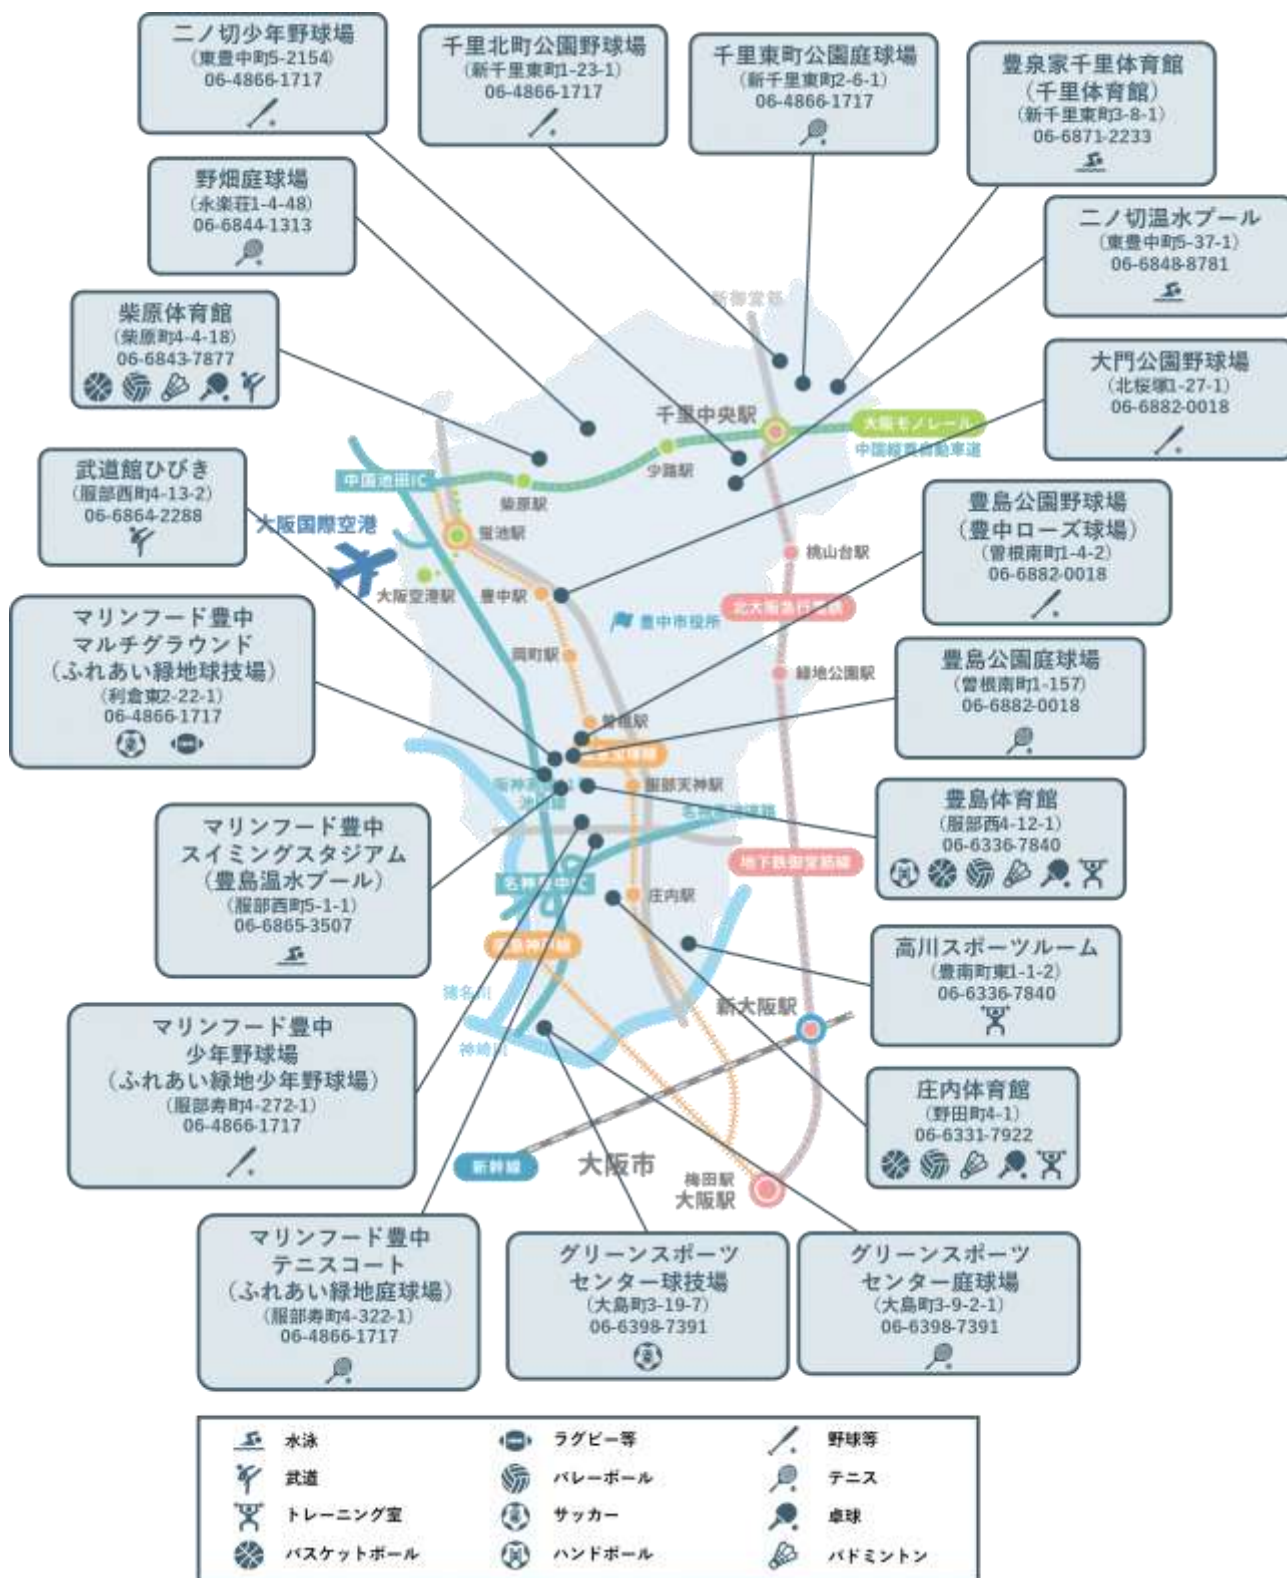 二ノ切少年野球場
(東豊中町5-2154)
06-4866-1717
千里北町公園野球場
(新千里東町1-23-1)
06-4866-1717
千里東町公園庭球場
(新千里東町2-6-1)
06-4866-1717
豊泉家千里体育館
(千里体育館)
(新千里東町3-8-1)
06-6871-2233
野畑庭球場
(永楽荘1-4-48)
06-6844-1313
二ノ切温水プール
(東豊中町5-37-1)
06-6848-8781
柴原体育館
(柴原町4-4-18)
06-6843-7877
新御堂筋
大門公園野球場
(北桜塚1-27-1)
06-6882-0018
千里中央駅
大阪モノレール
中国縦貫自動車道
少路駅
武道館ひびき
(服部西町4-13-2)
06-6864-2288
中国池田IC
柴原駅
大阪国際空港
蛍池駅
豊島公園野球場
(豊中ローズ球場)
(曽根南町1-4-2)
06-6882-0018
桃山台駅
大阪空港駅
豊中駅
北大阪急行電鉄
豊中市役所
マリンフード豊中
マルチグラウンド
(ふれあい緑地球技場)
(利倉東2-22-1)
06-4866-1717
岡町駅
緑地公園駅
豊島公園庭球場
(曽根南町1-157)
06-6882-0018
曽根駅
服部天神駅
豊島体育館
(服部西4-12-1)
06-6336-7840
マリンフード豊中
スイミングスタジアム
(豊島温水プール)
(服部西町5-1-1)
06-6865-3507
地下鉄御堂筋線
庄内駅
高川スポーツルーム
(豊南町東1-1-2)
06-6336-7840
猪名川
神崎川
新大阪駅
マリンフード豊中
少年野球場
(ふれあい緑地少年野球場)
(服部寿町4-272-1)
06-4866-1717
庄内体育館
(野田町4-1)
06-6331-7922
新幹線
大阪市
梅田駅
大阪駅
マリンフード豊中
テニスコート
(ふれあい緑地庭球場)
(服部寿町4-322-1)
06-4866-1717
グリーンスポーツ
センター球技場
(大島町3-19-7)
06-6398-7391
グリーンスポーツ
センター庭球場
(大島町3-9-2-1)
06-6398-7391
水泳
ラグビー等
野球等
武道
バレーボール
テニス
トレーニング室
サッカー
卓球
バスケットボール
ハンドボール
バドミントン